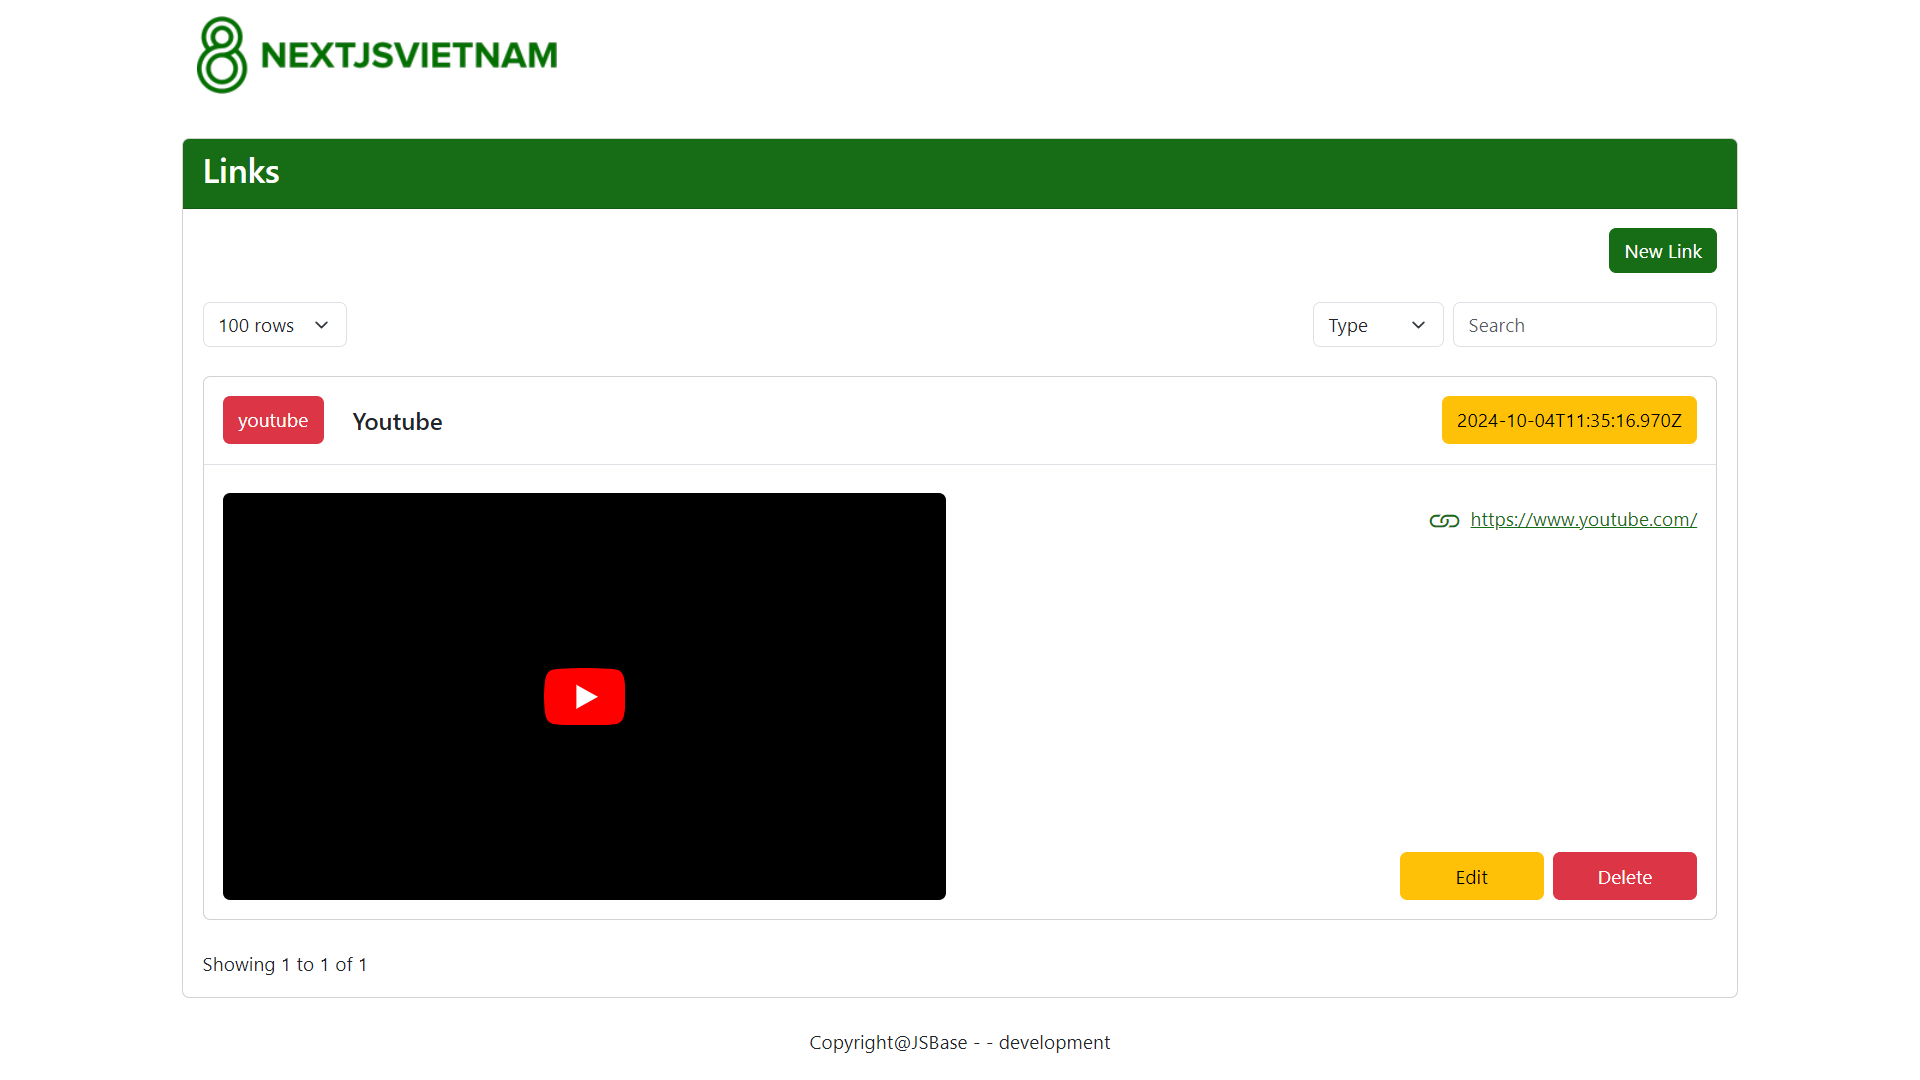 NEXTJSVIETNAM
Links
New Link
100 rows
Type
Search
youtube
Youtube
2024-10-04T11:35:16.970Z
https://www.youtube.com/
Edit
Delete
Showing 1 to 1 of 1
Copyright@JSBase - - development